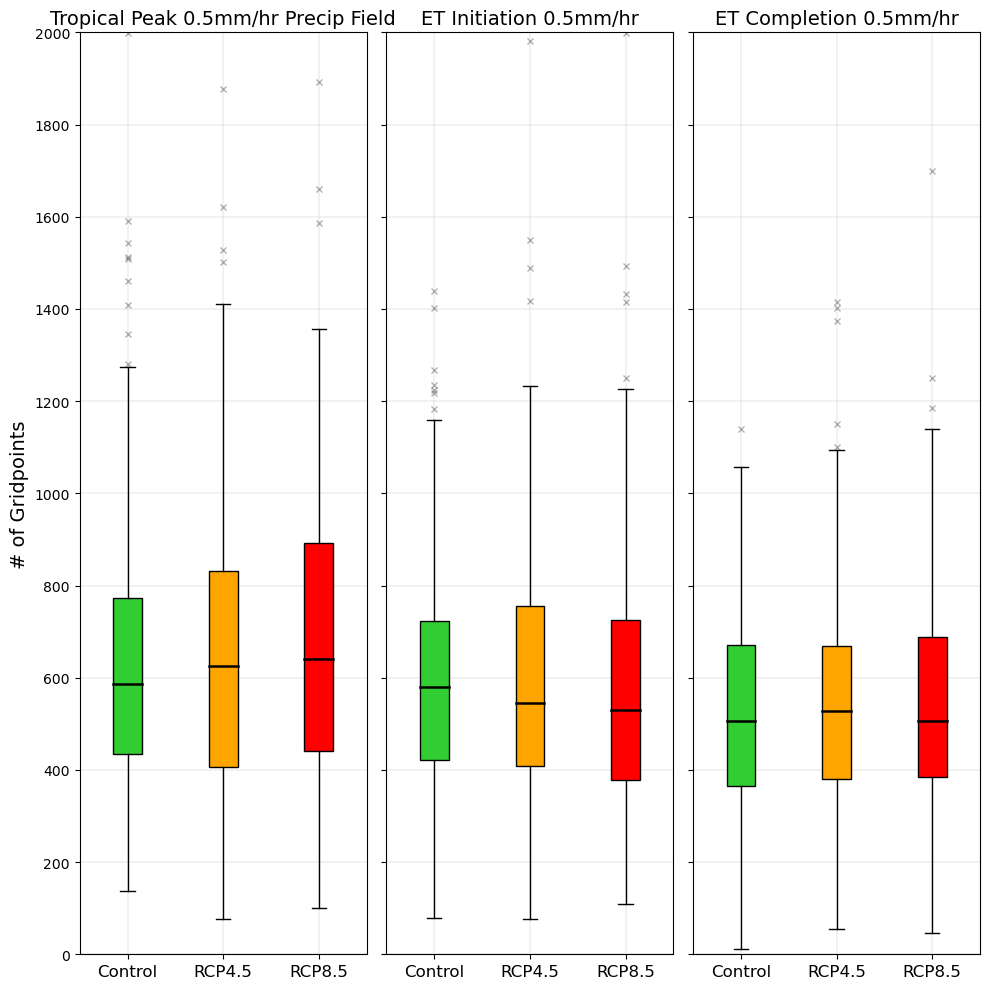 Tropical Peak 0.5mm/hr Precip Field
ET Initiation 0.5mm/hr
ET Completion 0.5mm/hr
# of Gridpoints
2000
1800
1600
1400
1200
1000
800
600
400
200
0
Control RCP4.5 RCP8.5
Control RCP4.5 RCP8.5
Control RCP4.5 RCP8.5